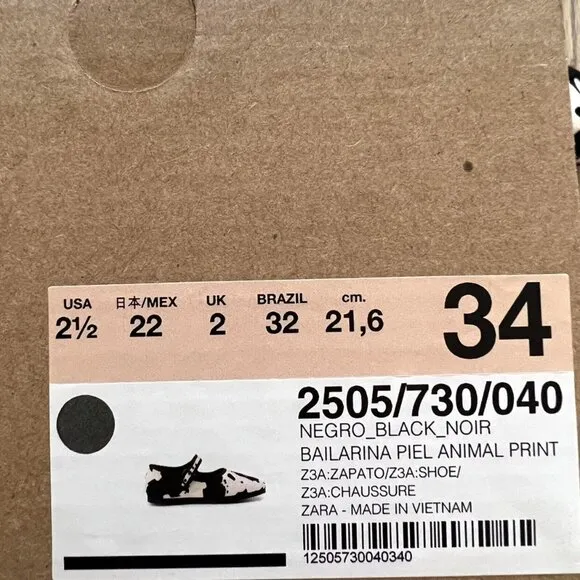 USA 日本/MEX UK BRAZIL cm.
2½ 22 2 32 21,6 34
2505/730/040
NEGRO_BLACK_NOIR
BAILARINA PIEL ANIMAL PRINT
Z3A:ZAPATO/Z3A:SHOE/
Z3A:CHAUSSURE
ZARA - MADE IN VIETNAM
12505730040340